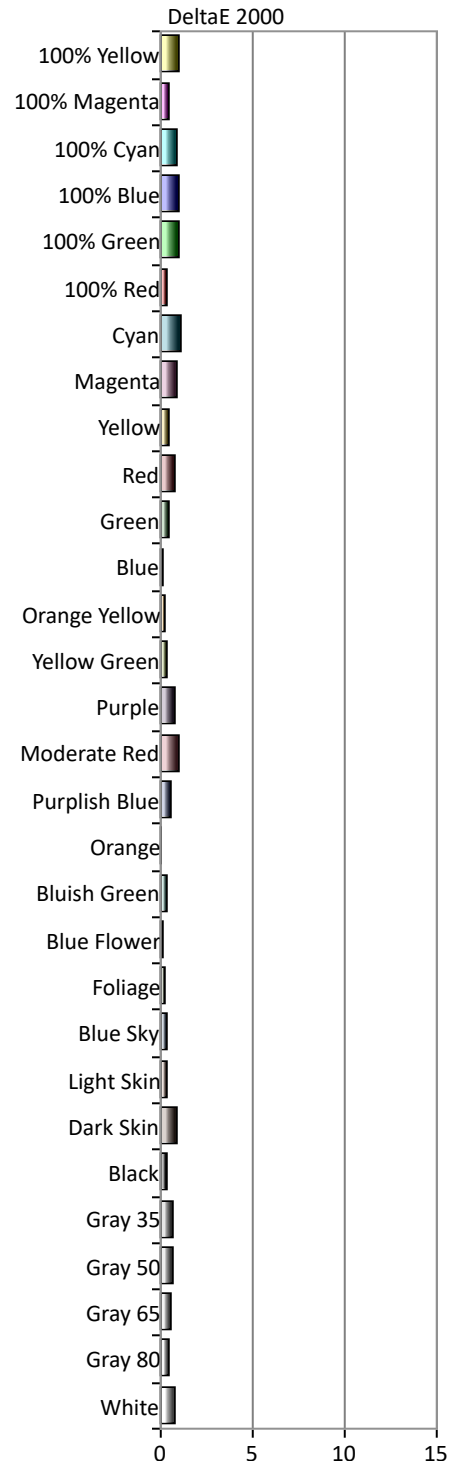 DeltaE 2000
100% Yellow
100% Magenta
100% Cyan
100% Blue
100% Green
100% Red
Cyan
Magenta
Yellow
Red
Green
Blue
Orange Yellow
Yellow Green
Purple
Moderate Red
Purplish Blue
Orange
Bluish Green
Blue Flower
Foliage
Blue Sky
Light Skin
Dark Skin
Black
Gray 35
Gray 50
Gray 65
Gray 80
White
0 5 10 15